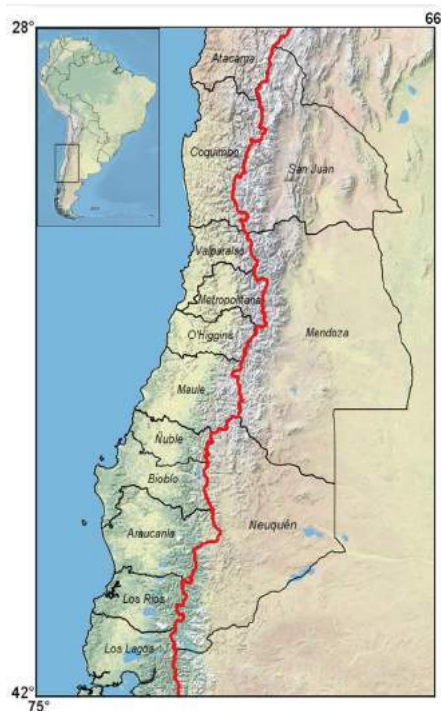 28°
66
Atacama
Coquimbo
San Juan
Valparaíso
Metropolitana
O'Higgins
Mendoza
Maule
Ñuble
Biobío
Neuquén
Araucanía
Los Ríos
Los Lagos
42°
75°